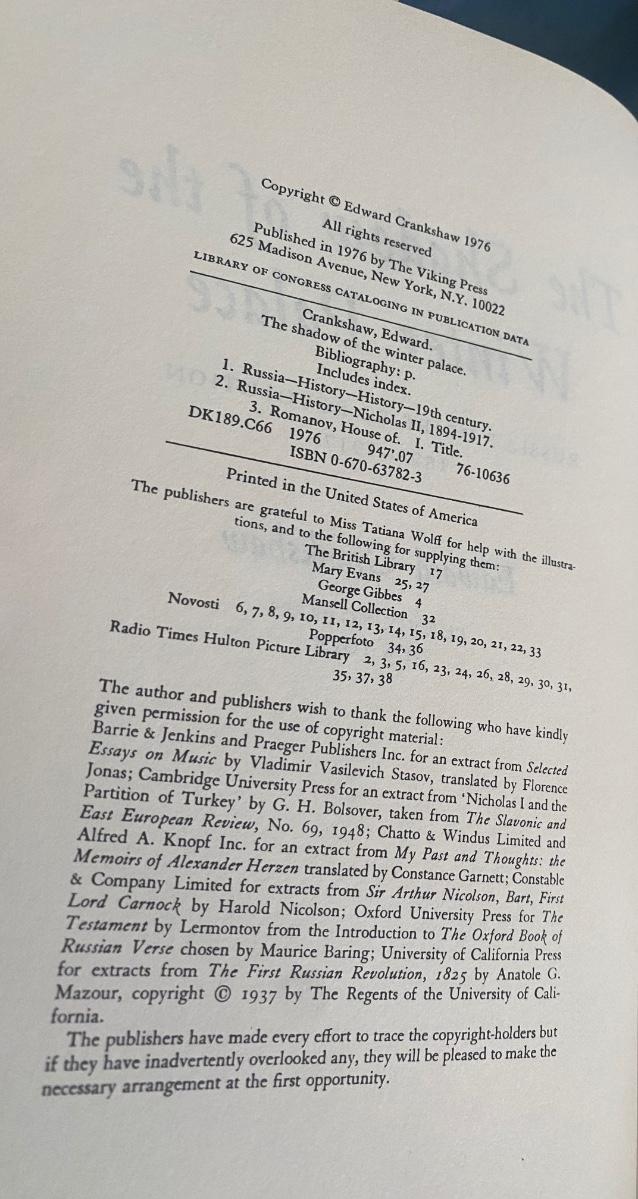 Copyright © Edward Crankshaw 1976
All rights reserved
Published in 1976 by The Viking Press
625 Madison Avenue, New York, N.Y. 10022
LIBRARY OF CONGRESS CATALOGING IN PUBLICATION DATA
Crankshaw, Edward.
The shadow of the winter palace.
Bibliography: p.
Includes index.
1. Russia—History—History—19th century.
2. Russia—History—Nicholas II, 1894-1917.
3. Romanov, House of. I. Title.
DK189.C66 1976 947'.07 76-10636
ISBN 0-670-63782-3
Printed in the United States of America
The publishers are grateful to Miss Tatiana Wolff for help with the illustra-
tions, and to the following for supplying them:
The British Library 17
Mary Evans 25, 27
George Gibbes 4
Mansell Collection 32
Novosti 6, 7, 8, 9, 10, 11, 12, 13, 14, 15, 18, 19, 20, 21, 22, 33
Popperfoto 34, 36
Radio Times Hulton Picture Library 2, 3, 5, 16, 23, 24, 26, 28, 29, 30, 31,
35, 37, 38
The author and publishers wish to thank the following who have kindly
given permission for the use of copyright material:
Barrie & Jenkins and Praeger Publishers Inc. for an extract from Selected
Essays on Music by Vladimir Vasilevich Stasov, translated by Florence
Jonas; Cambridge University Press for an extract from 'Nicholas I and the
Partition of Turkey' by G. H. Bolsover, taken from The Slavonic and
East European Review, No. 69, 1948; Chatto & Windus Limited and
Alfred A. Knopf Inc. for an extract from My Past and Thoughts: the
Memoirs of Alexander Herzen translated by Constance Garnett; Constable
& Company Limited for extracts from Sir Arthur Nicolson, Bart, First
Lord Carnock by Harold Nicolson; Oxford University Press for The
Testament by Lermontov from the Introduction to The Oxford Book of
Russian Verse chosen by Maurice Baring; University of California Press
for extracts from The First Russian Revolution, 1825 by Anatole G.
Mazour, copyright © 1937 by The Regents of the University of Cali-
fornia.
The publishers have made every effort to trace the copyright-holders but
if they have inadvertently overlooked any, they will be pleased to make the
necessary arrangement at the first opportunity.